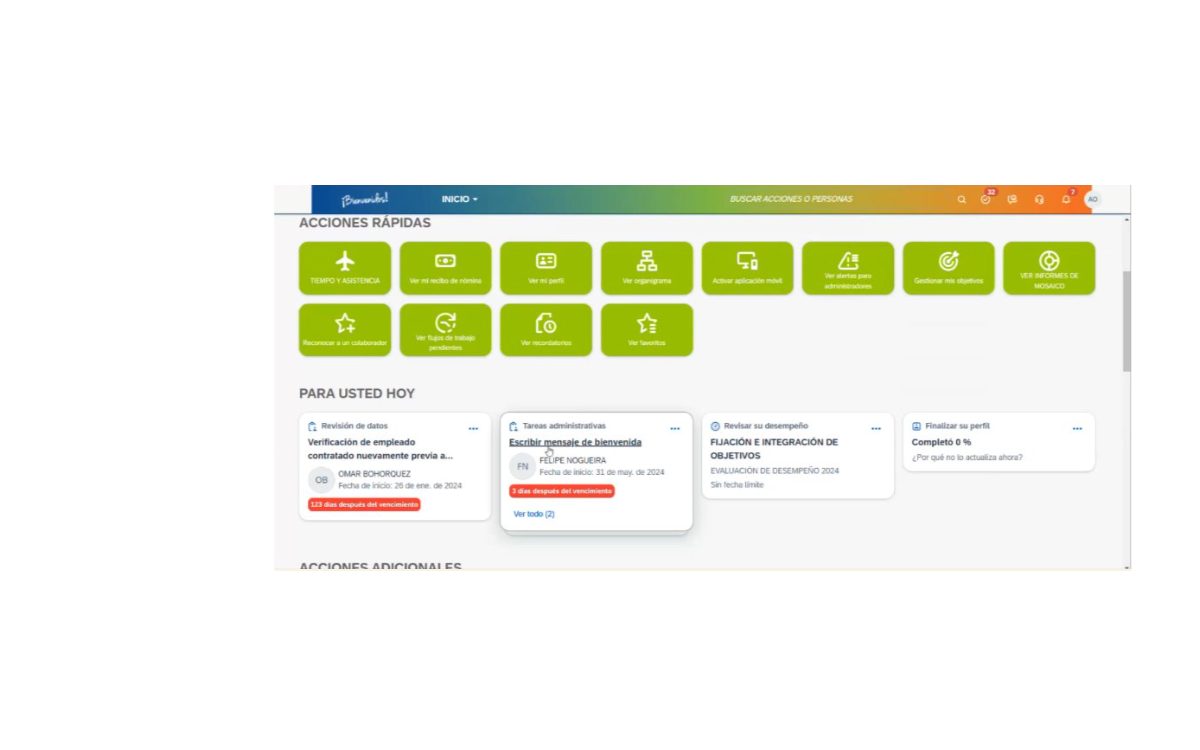 ¡Bienvenid@s!
INICIO
BUSCAR ACCIONES O PERSONAS
32
7
AO
ACCIONES RÁPIDAS
TIEMPO Y ASISTENCIA
Ver mi recibo de nómina
Ver mi perfil
Ver organigrama
Activar aplicación móvil
Ver alertas para
administradores
Gestionar mis objetivos
VER INFORMES DE
MOSAICO
Reconocer a un colaborador
Ver flujos de trabajo
pendientes
Ver recordatorios
Ver favoritos
PARA USTED HOY
Revisión de datos
Verificación de empleado
contratado nuevamente previa a...
OB
OMAR BOHORQUEZ
Fecha de inicio: 26 de ene. de 2024
123 días después del vencimiento
Tareas administrativas
Escribir mensaje de bienvenida
FN
FELIPE NOGUEIRA
Fecha de inicio: 31 de may. de 2024
3 días después del vencimiento
Ver todo (2)
Revisar su desempeño
FIJACIÓN E INTEGRACIÓN DE
OBJETIVOS
EVALUACIÓN DE DESEMPEÑO 2024
Sin fecha límite
Finalizar su perfil
Completó 0 %
¿Por qué no lo actualiza ahora?
ACCIONES ADICIONALES